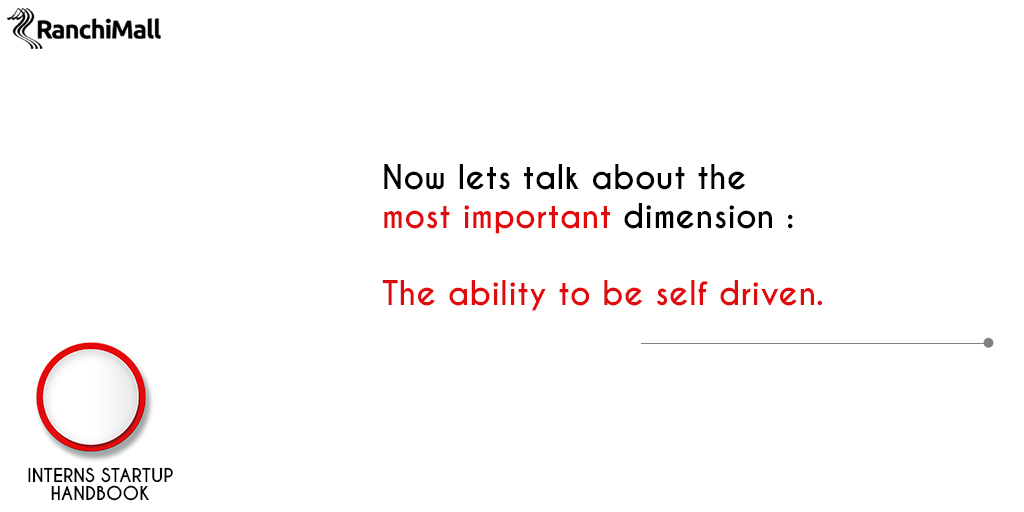 RanchiMall
Now lets talk about the
most important dimension :
The ability to be self driven.
INTERNS STARTUP
HANDBOOK